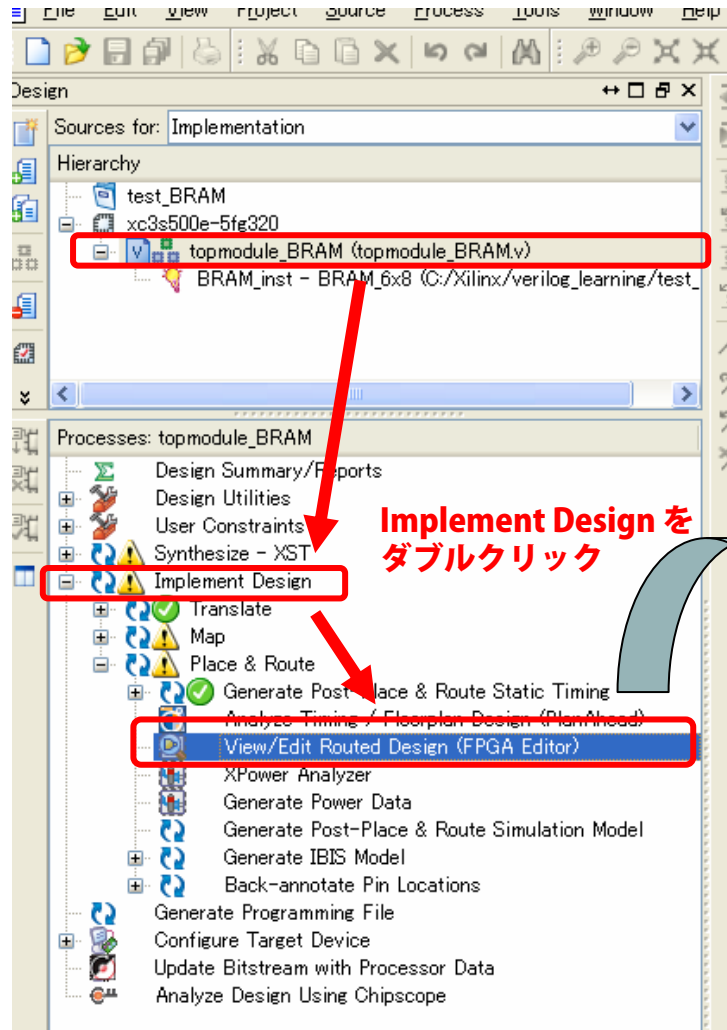 File Edit View Project Source Process Tools Window Help
Design
Sources for: Implementation
Hierarchy
test_BRAM
xc3s500e-5fg320
topmodule_BRAM (topmodule_BRAM.v)
BRAM_inst - BRAM_6x8 (C:/Xilinx/verilog_learning/test_
Processes: topmodule_BRAM
Design Summary/Reports
Design Utilities
User Constraints
Synthesize - XST
Implement Design
Implement Design を
ダブルクリック
Translate
Map
Place & Route
Generate Post-Place & Route Static Timing
Analyze Timing / Floorplan Design (PlanAhead)
View/Edit Routed Design (FPGA Editor)
XPower Analyzer
Generate Power Data
Generate Post-Place & Route Simulation Model
Generate IBIS Model
Back-annotate Pin Locations
Generate Programming File
Configure Target Device
Update Bitstream with Processor Data
Analyze Design Using Chipscope